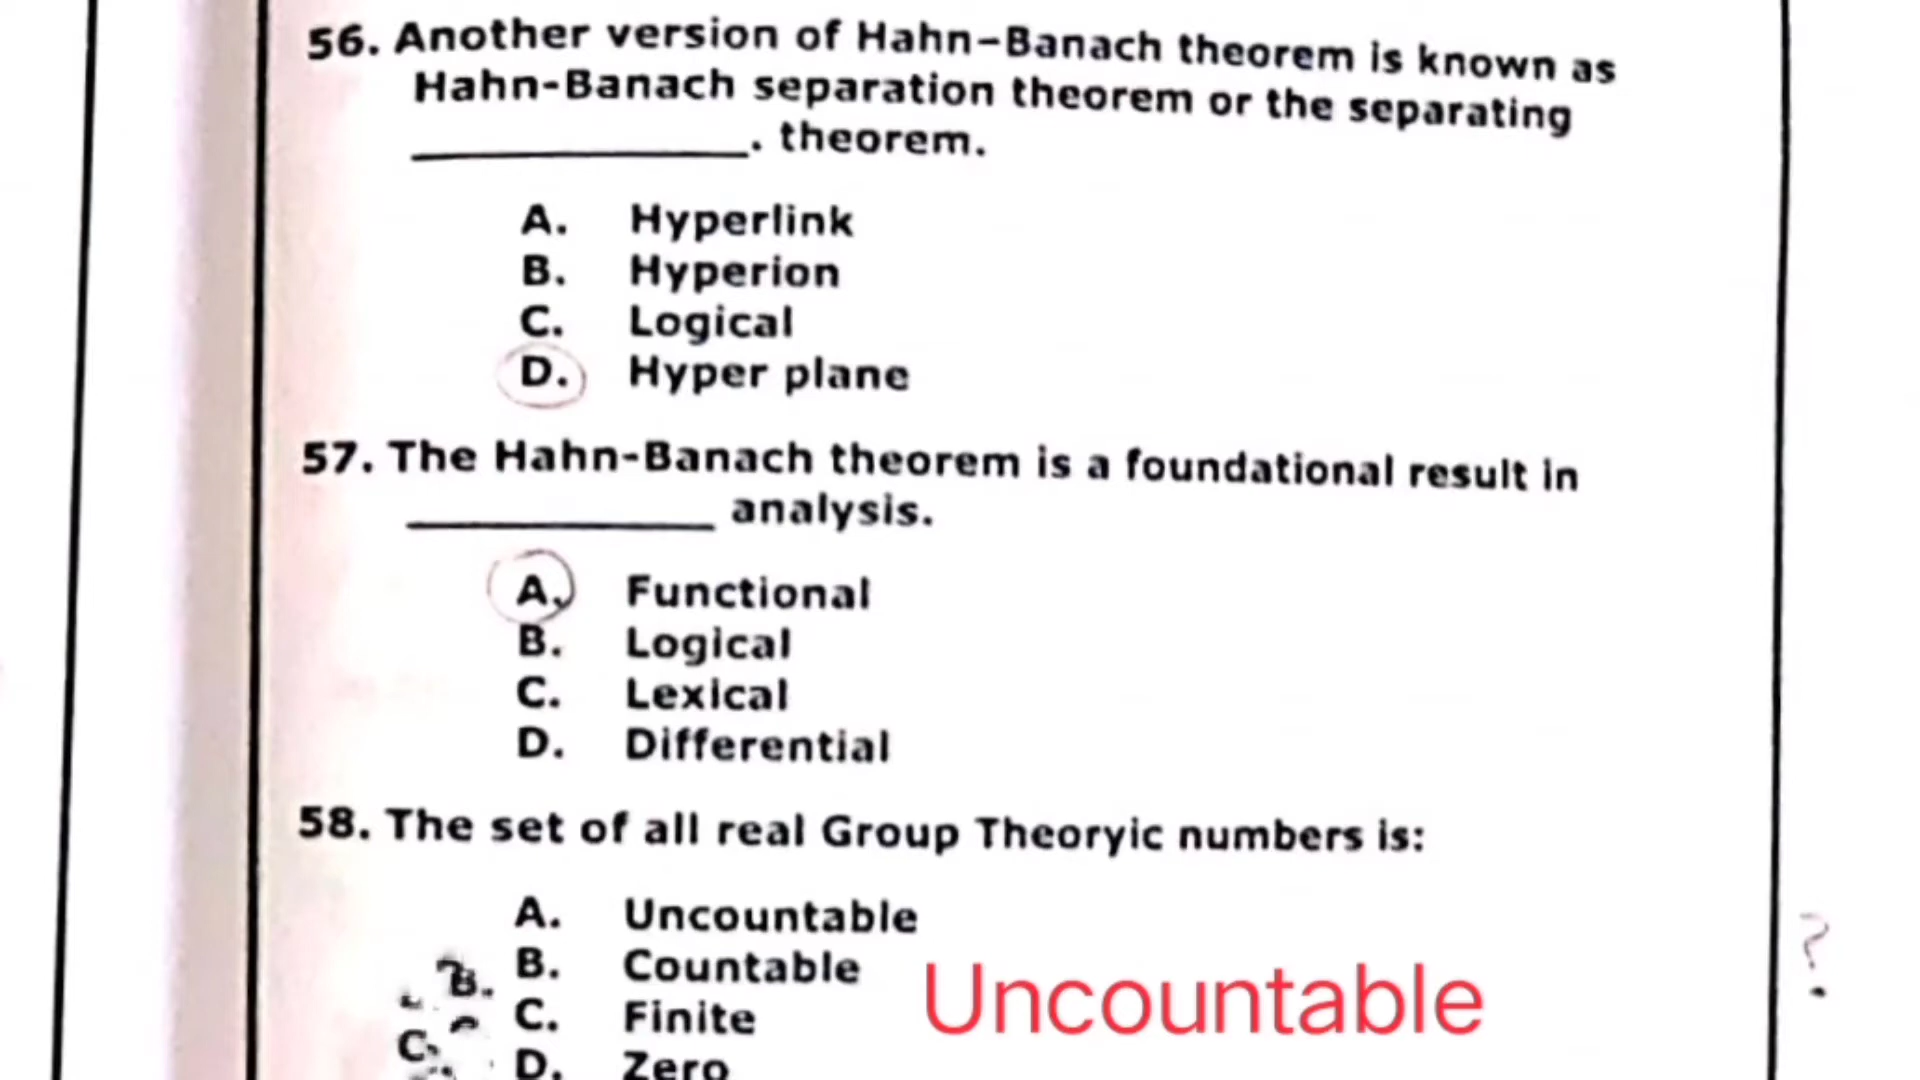 56. Another version of Hahn-Banach theorem is known as
Hahn-Banach separation theorem or the separating
____________. theorem.
A. Hyperlink
B. Hyperion
C. Logical
D. Hyper plane
57. The Hahn-Banach theorem is a foundational result in
____________ analysis.
A. Functional
B. Logical
C. Lexical
D. Differential
58. The set of all real Group Theoryic numbers is:
A. Uncountable
B. Countable
C. Finite
D. Zero
B.
C.
Uncountable
?